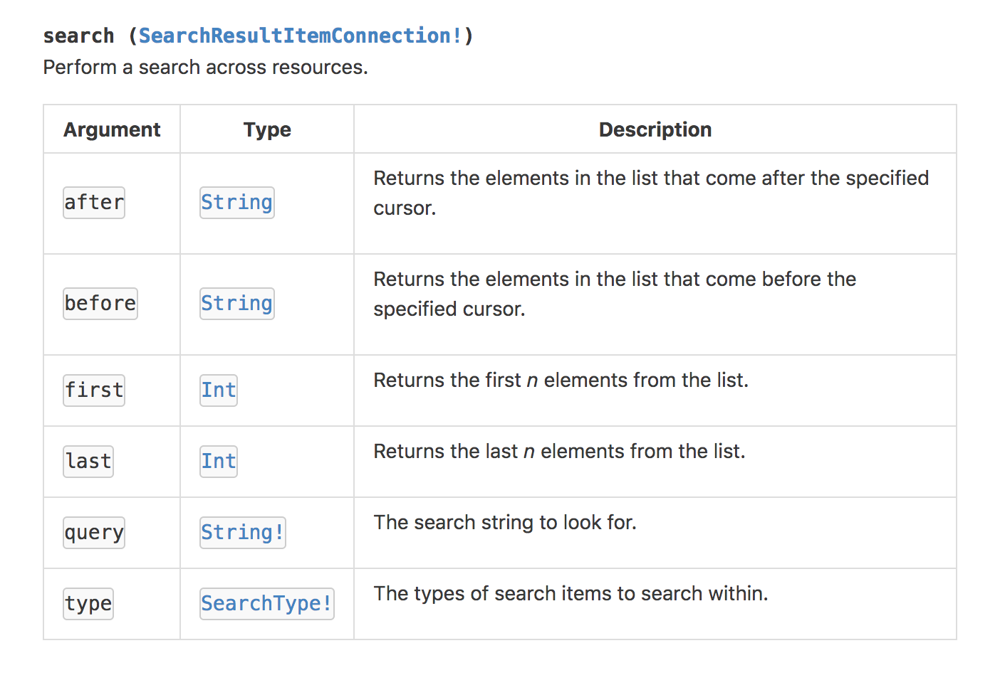 search (SearchResultItemConnection!)
Perform a search across resources.
Argument Type Description
after String Returns the elements in the list that come after the specified
cursor.
before String Returns the elements in the list that come before the
specified cursor.
first Int Returns the first n elements from the list.
last Int Returns the last n elements from the list.
query String! The search string to look for.
type SearchType! The types of search items to search within.